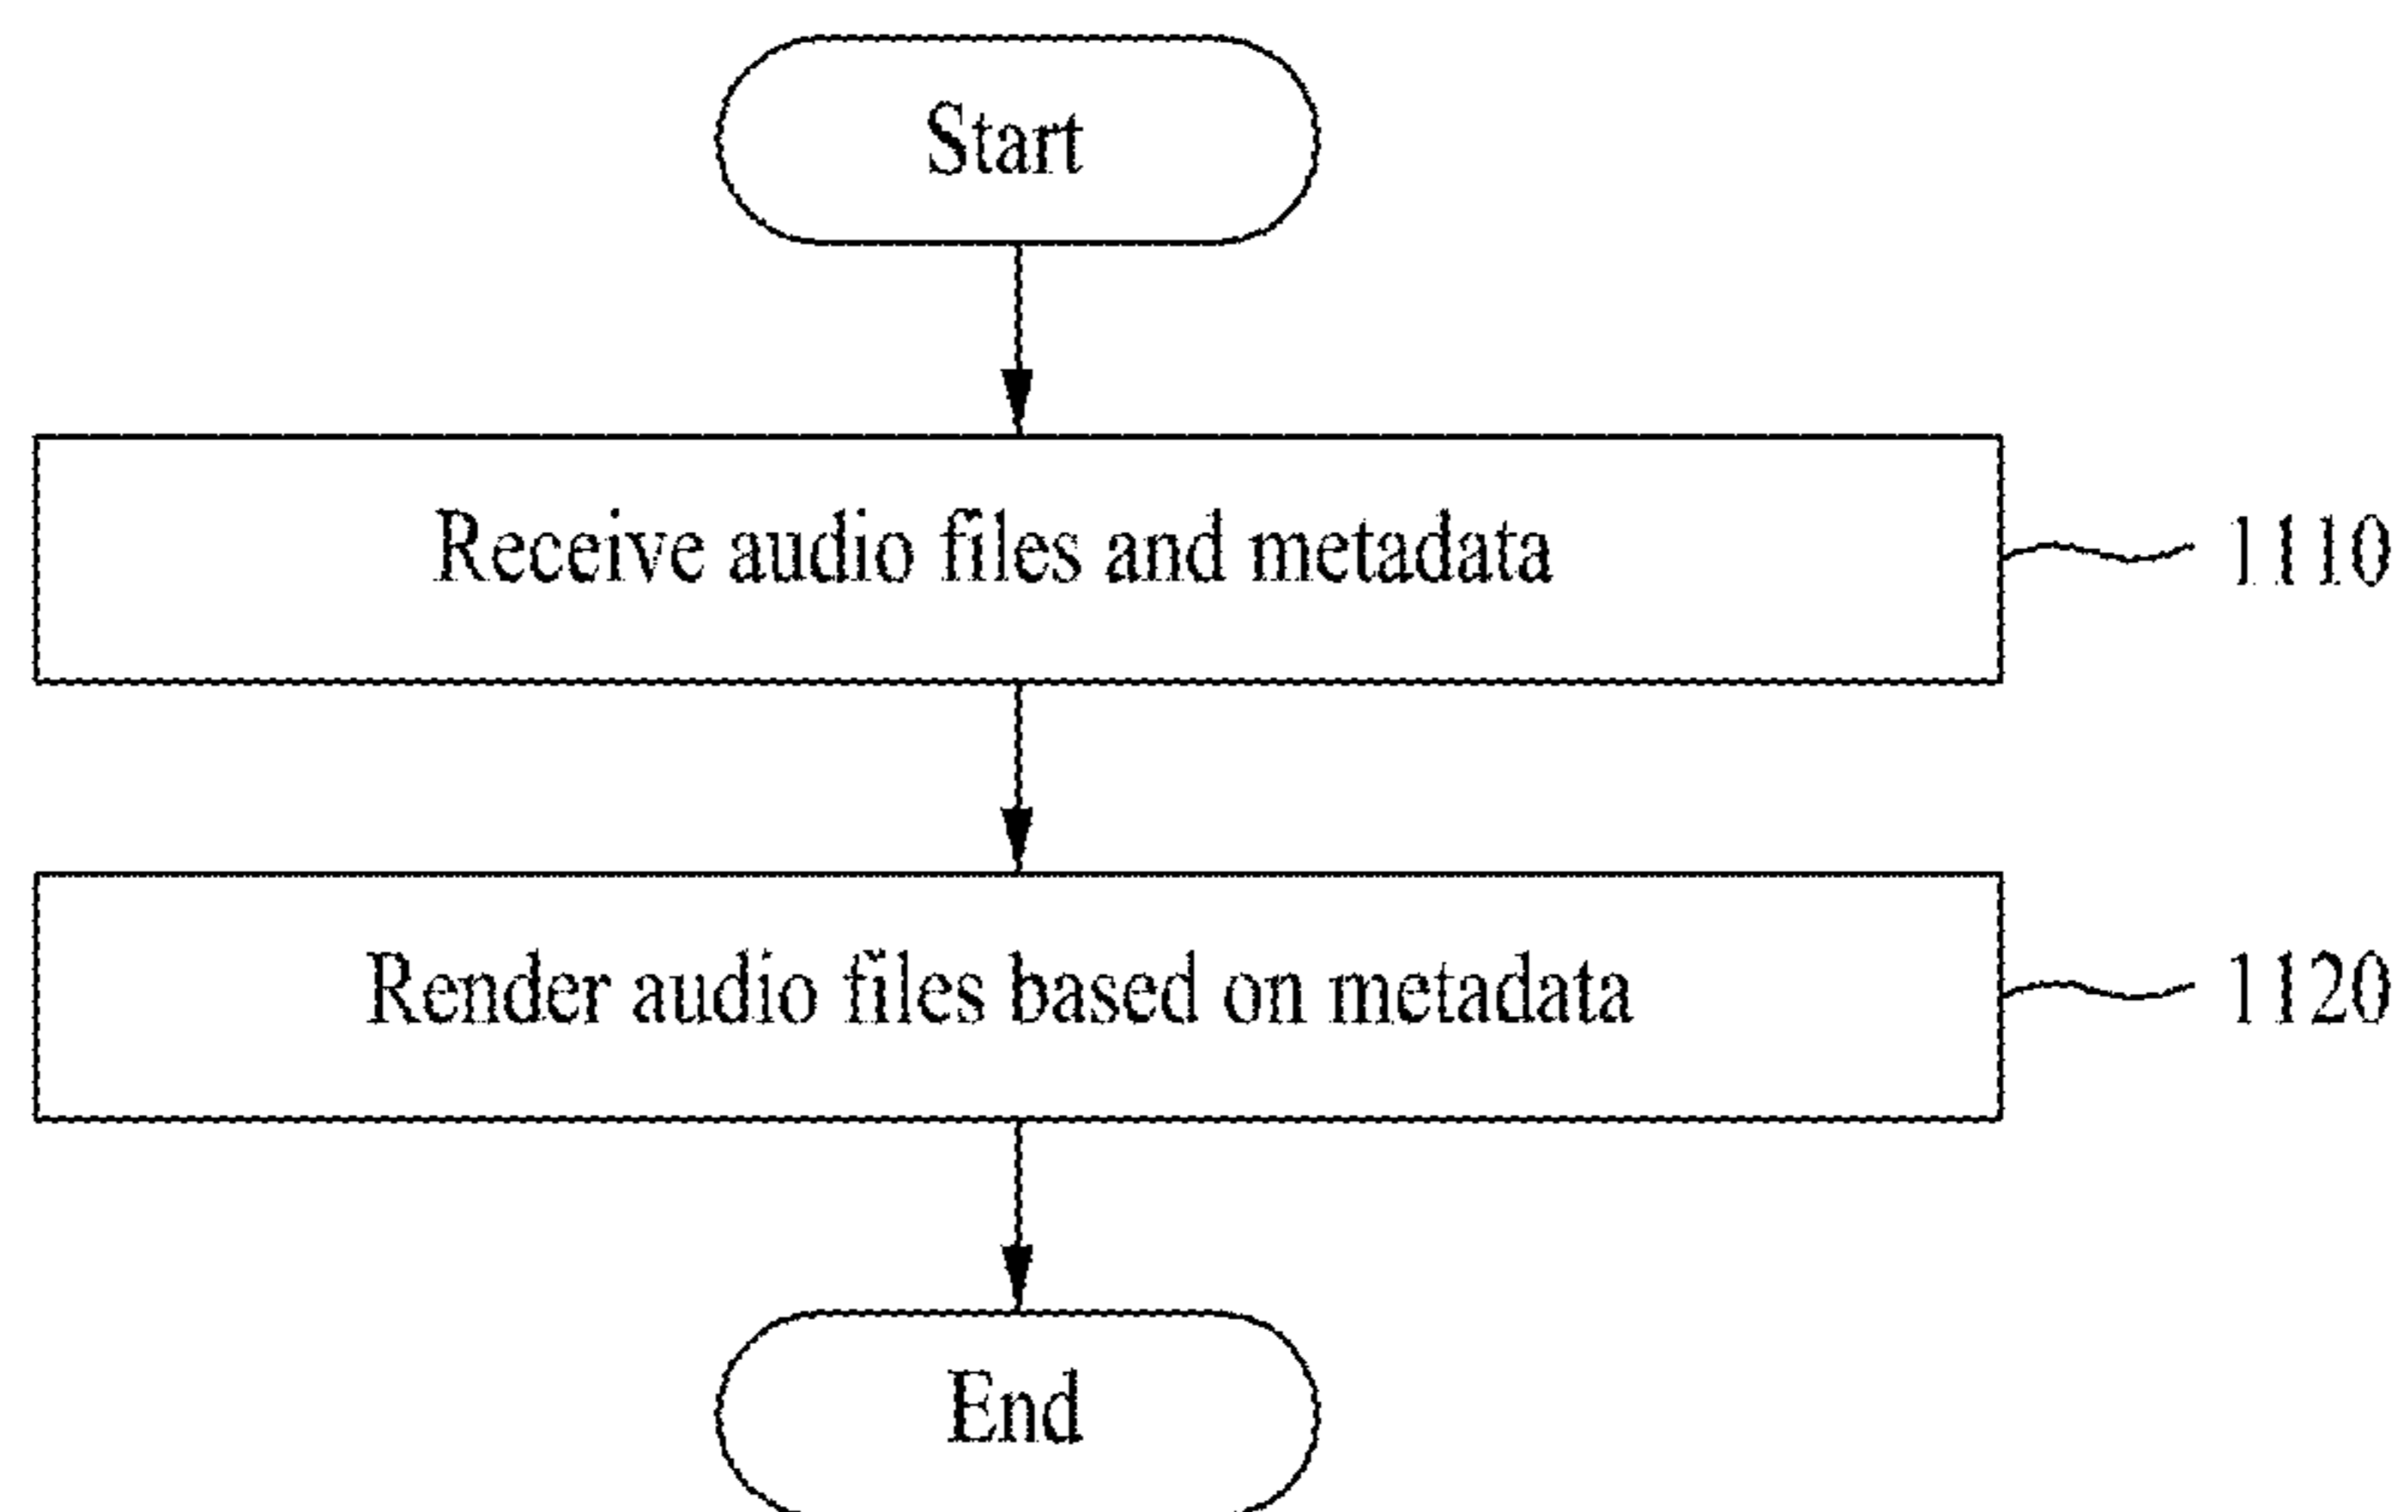 Start
Receive audio files and metadata
1110
Render audio files based on metadata
1120
End